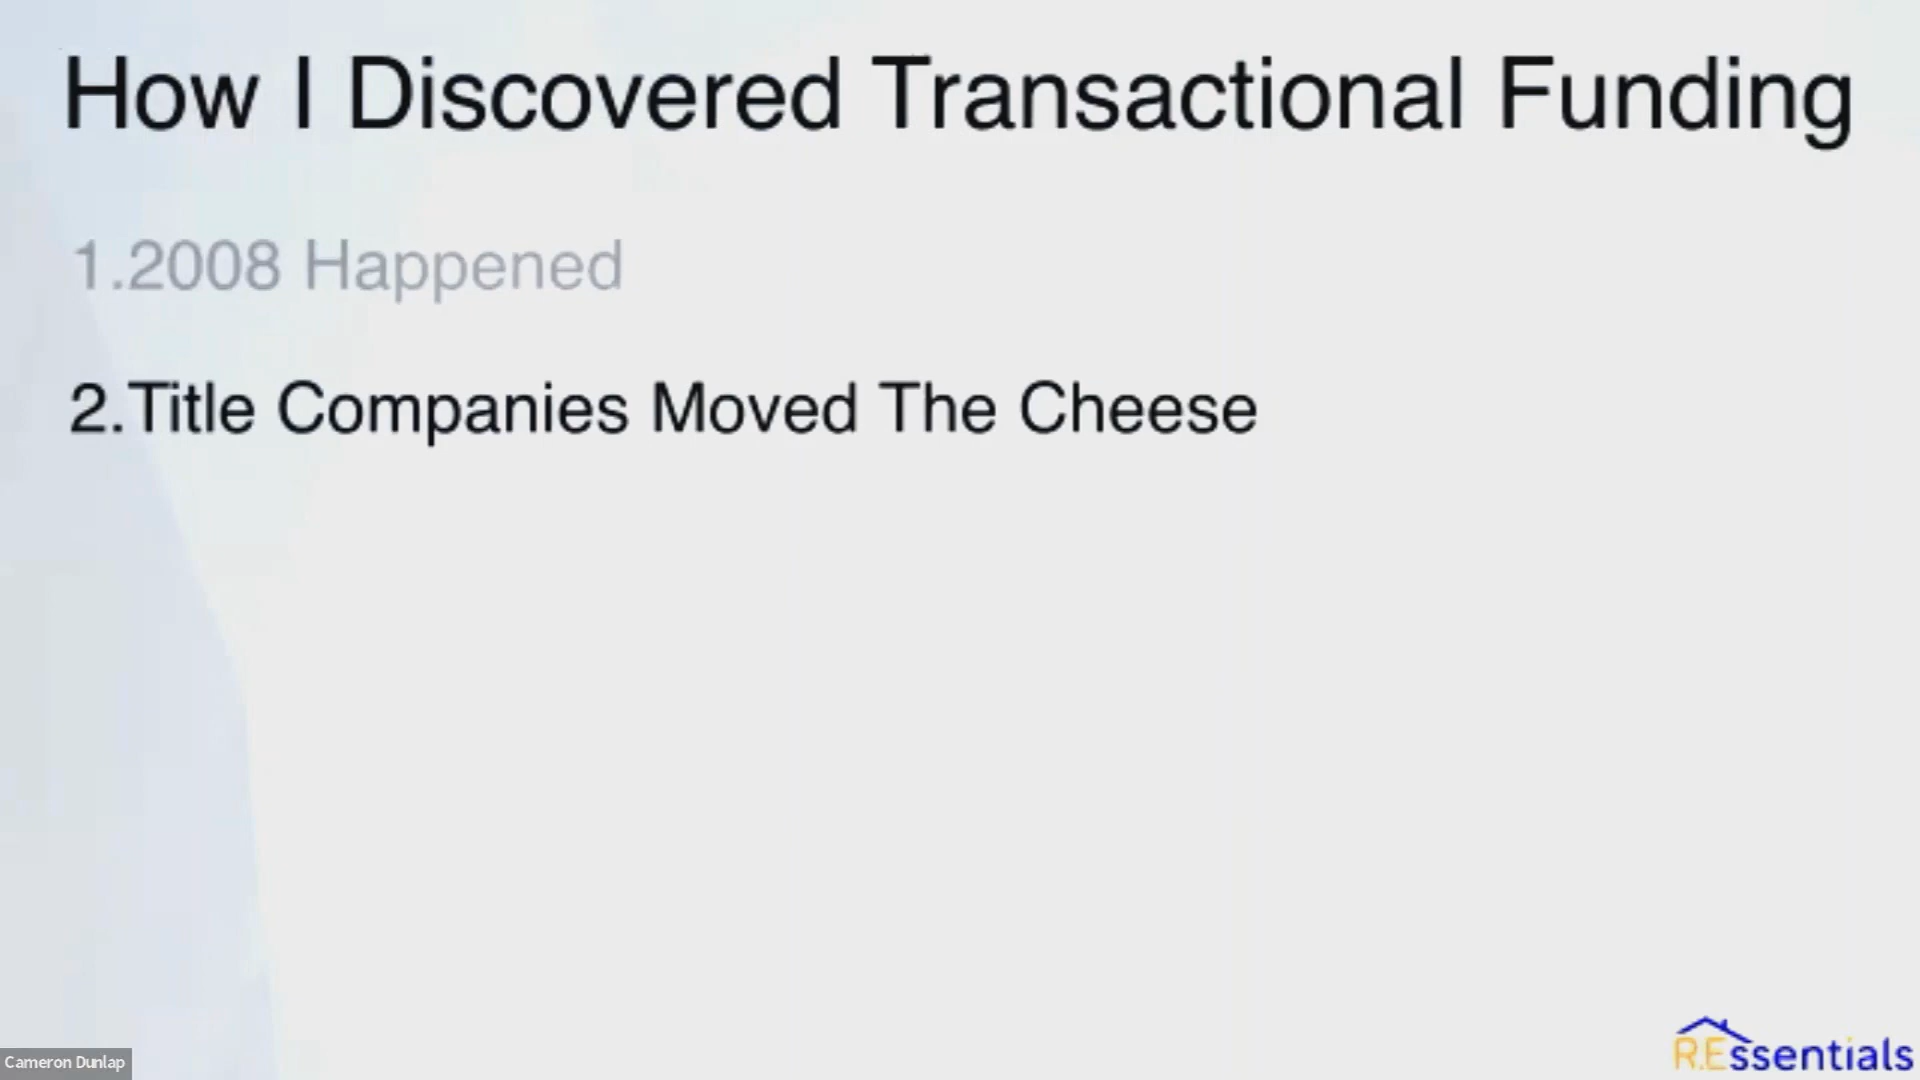 How I Discovered Transactional Funding
1.2008 Happened
2.Title Companies Moved The Cheese
Cameron Dunlap
R.Essentials